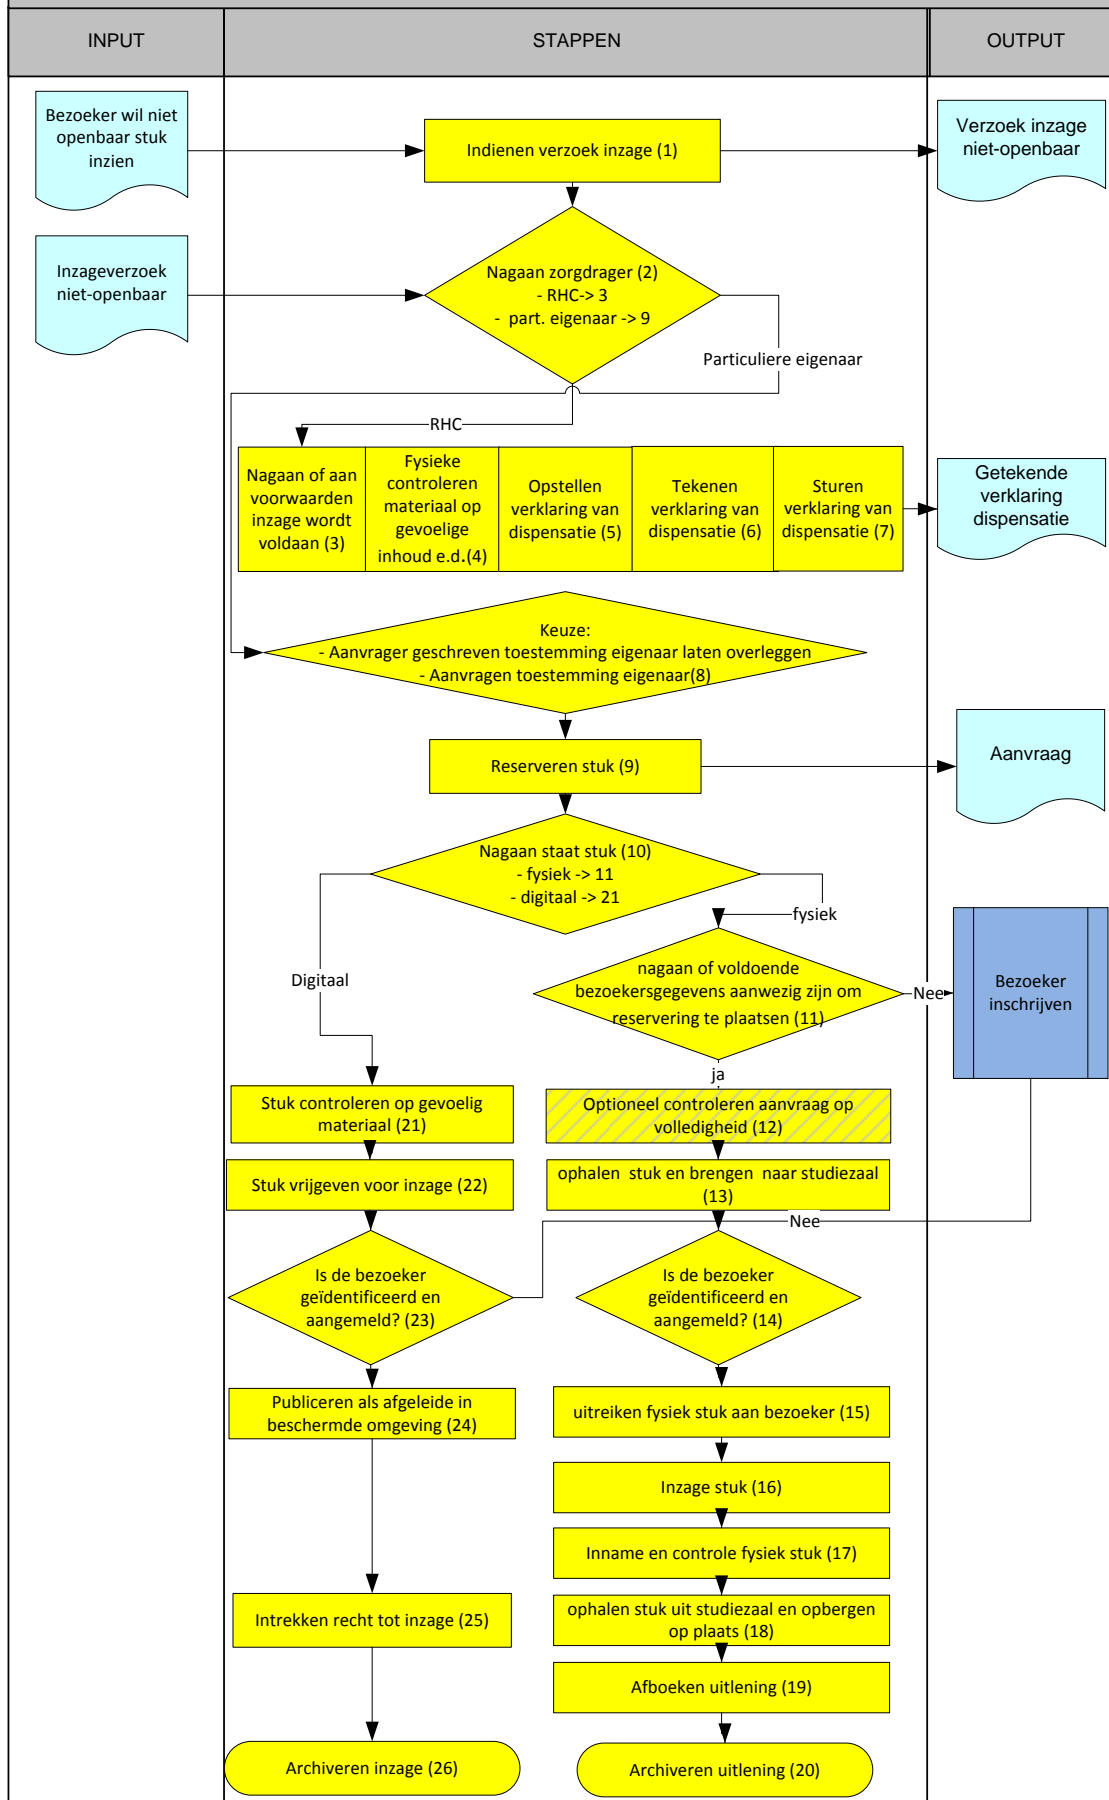 INPUT
STAPPEN
OUTPUT
Bezoeker wil niet
openbaar stuk
inzien
Indienen verzoek inzage (1)
Verzoek inzage
niet-openbaar
Inzageverzoek
niet-openbaar
Nagaan zorgdrager (2)
- RHC-> 3
- part. eigenaar -> 9
Particuliere eigenaar
RHC
Nagaan of aan
voorwaarden
inzage wordt
voldaan (3)
Fysieke
controleren
materiaal op
gevoelige
inhoud e.d.(4)
Opstellen
verklaring van
dispensatie (5)
Tekenen
verklaring van
dispensatie (6)
Sturen
verklaring van
dispensatie (7)
Getekende
verklaring
dispensatie
Keuze:
- Aanvrager geschreven toestemming eigenaar laten overleggen
- Aanvragen toestemming eigenaar(8)
Reserveren stuk (9)
Aanvraag
Nagaan staat stuk (10)
- fysiek -> 11
- digitaal -> 21
fysiek
Digitaal
nagaan of voldoende
bezoekersgegevens aanwezig zijn om
reservering te plaatsen (11)
Nee
Bezoeker
inschrijven
ja
Stuk controleren op gevoelig
materiaal (21)
Optioneel controleren aanvraag op
volledigheid (12)
Stuk vrijgeven voor inzage (22)
ophalen stuk en brengen naar studiezaal
(13)
Nee
Is de bezoeker
geïdentificeerd en
aangemeld? (23)
Is de bezoeker
geïdentificeerd en
aangemeld? (14)
Publiceren als afgeleide in
beschermde omgeving (24)
uitreiken fysiek stuk aan bezoeker (15)
Inzage stuk (16)
Inname en controle fysiek stuk (17)
Intrekken recht tot inzage (25)
ophalen stuk uit studiezaal en opbergen
op plaats (18)
Afboeken uitlening (19)
Archiveren inzage (26)
Archiveren uitlening (20)